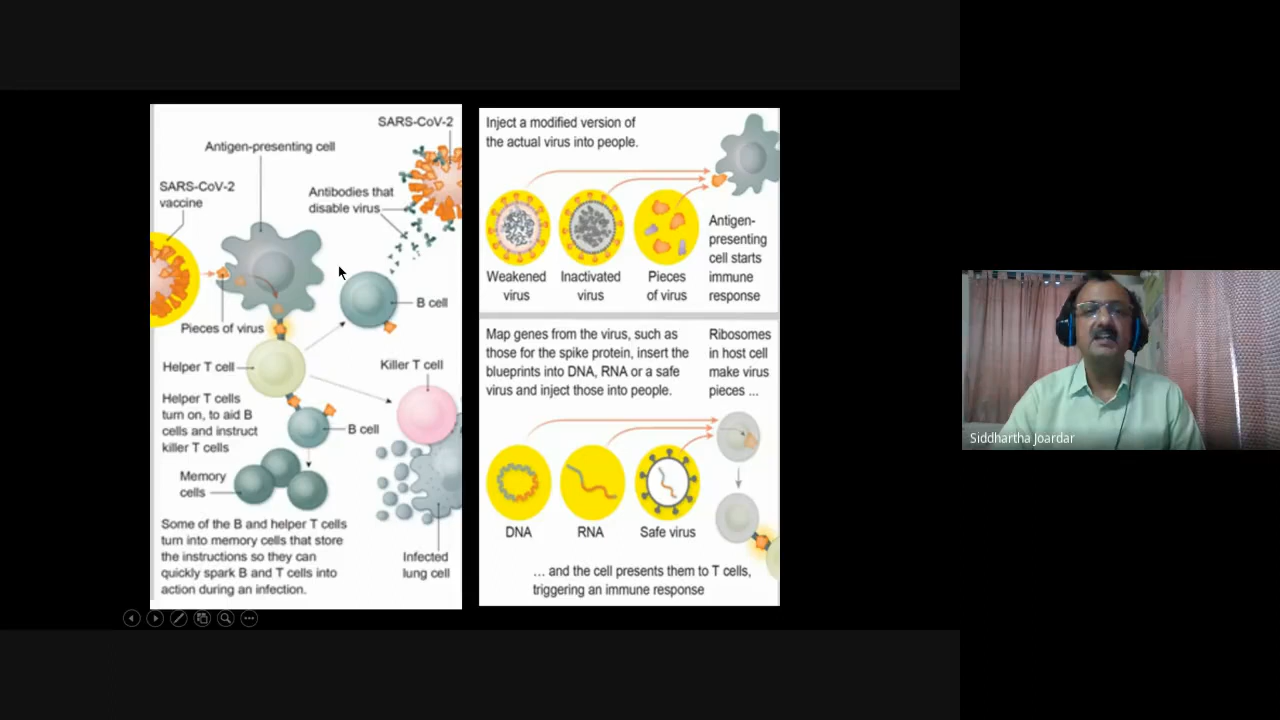 SARS-CoV-2
Antigen-presenting cell
SARS-CoV-2
vaccine
Antibodies that
disable virus
B cell
Pieces of virus
Helper T cell
Killer T cell
Helper T cells
turn on, to aid B
cells and instruct
killer T cells
B cell
Memory
cells
Some of the B and helper T cells
turn into memory cells that store
the instructions so they can
quickly spark B and T cells into
action during an infection.
Infected
lung cell
Inject a modified version of
the actual virus into people.
Weakened
virus
Inactivated
virus
Pieces
of virus
Antigen-
presenting
cell starts
immune
response
Map genes from the virus, such as
those for the spike protein, insert the
blueprints into DNA, RNA or a safe
virus and inject those into people.
Ribosomes
in host cell
make virus
pieces ...
DNA
RNA
Safe virus
... and the cell presents them to T cells,
triggering an immune response
Siddhartha Joardar